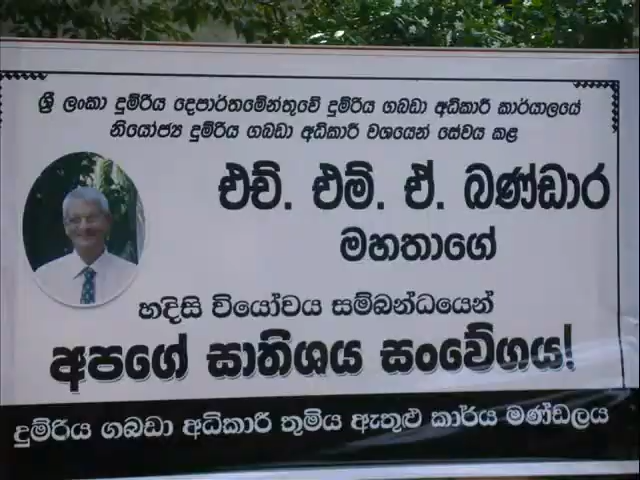 ශ්‍රී ලංකා දුම්රිය දෙපාර්තමේන්තුවේ දුම්රිය ගබඩා අධිකාරී කාර්යාලයේ
නියෝජ්‍ය දුම්රිය ගබඩා අධිකාරී වශයෙන් සේවය කළ
එච්. එම්. ඒ. බණ්ඩාර
මහතාගේ
හදිසි වියෝවය සම්බන්ධයෙන්
අපගේ සාතිශය සංවේගය!
දුම්රිය ගබඩා අධිකාරී තුමිය ඇතුළු කාර්ය මණ්ඩලය